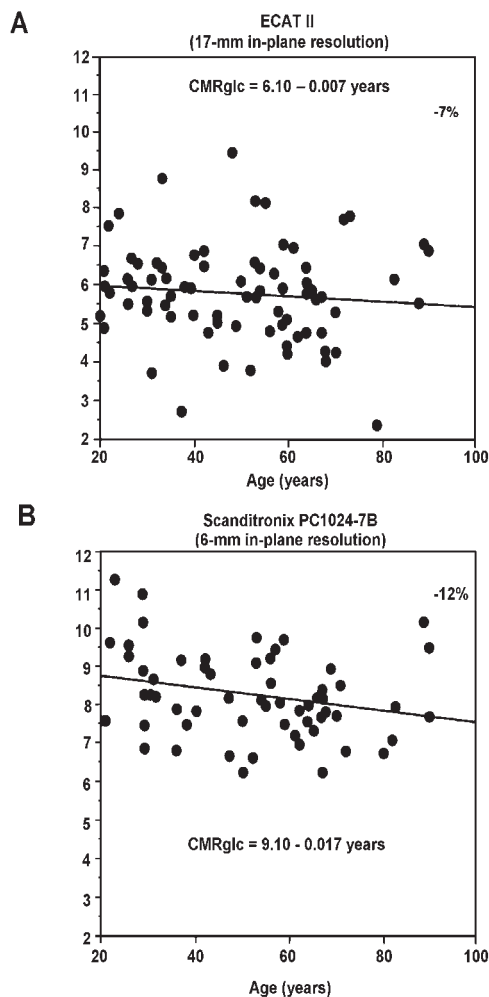 A
ECAT II
(17-mm in-plane resolution)
12
CMRglc = 6.10 – 0.007 years
11
-7%
10
9
8
7
6
5
4
3
2
20 40 60 80 100
Age (years)
B
Scanditronix PC1024-7B
(6-mm in-plane resolution)
12
11
-12%
10
9
8
7
6
5
CMRglc = 9.10 - 0.017 years
4
3
2
20 40 60 80 100
Age (years)